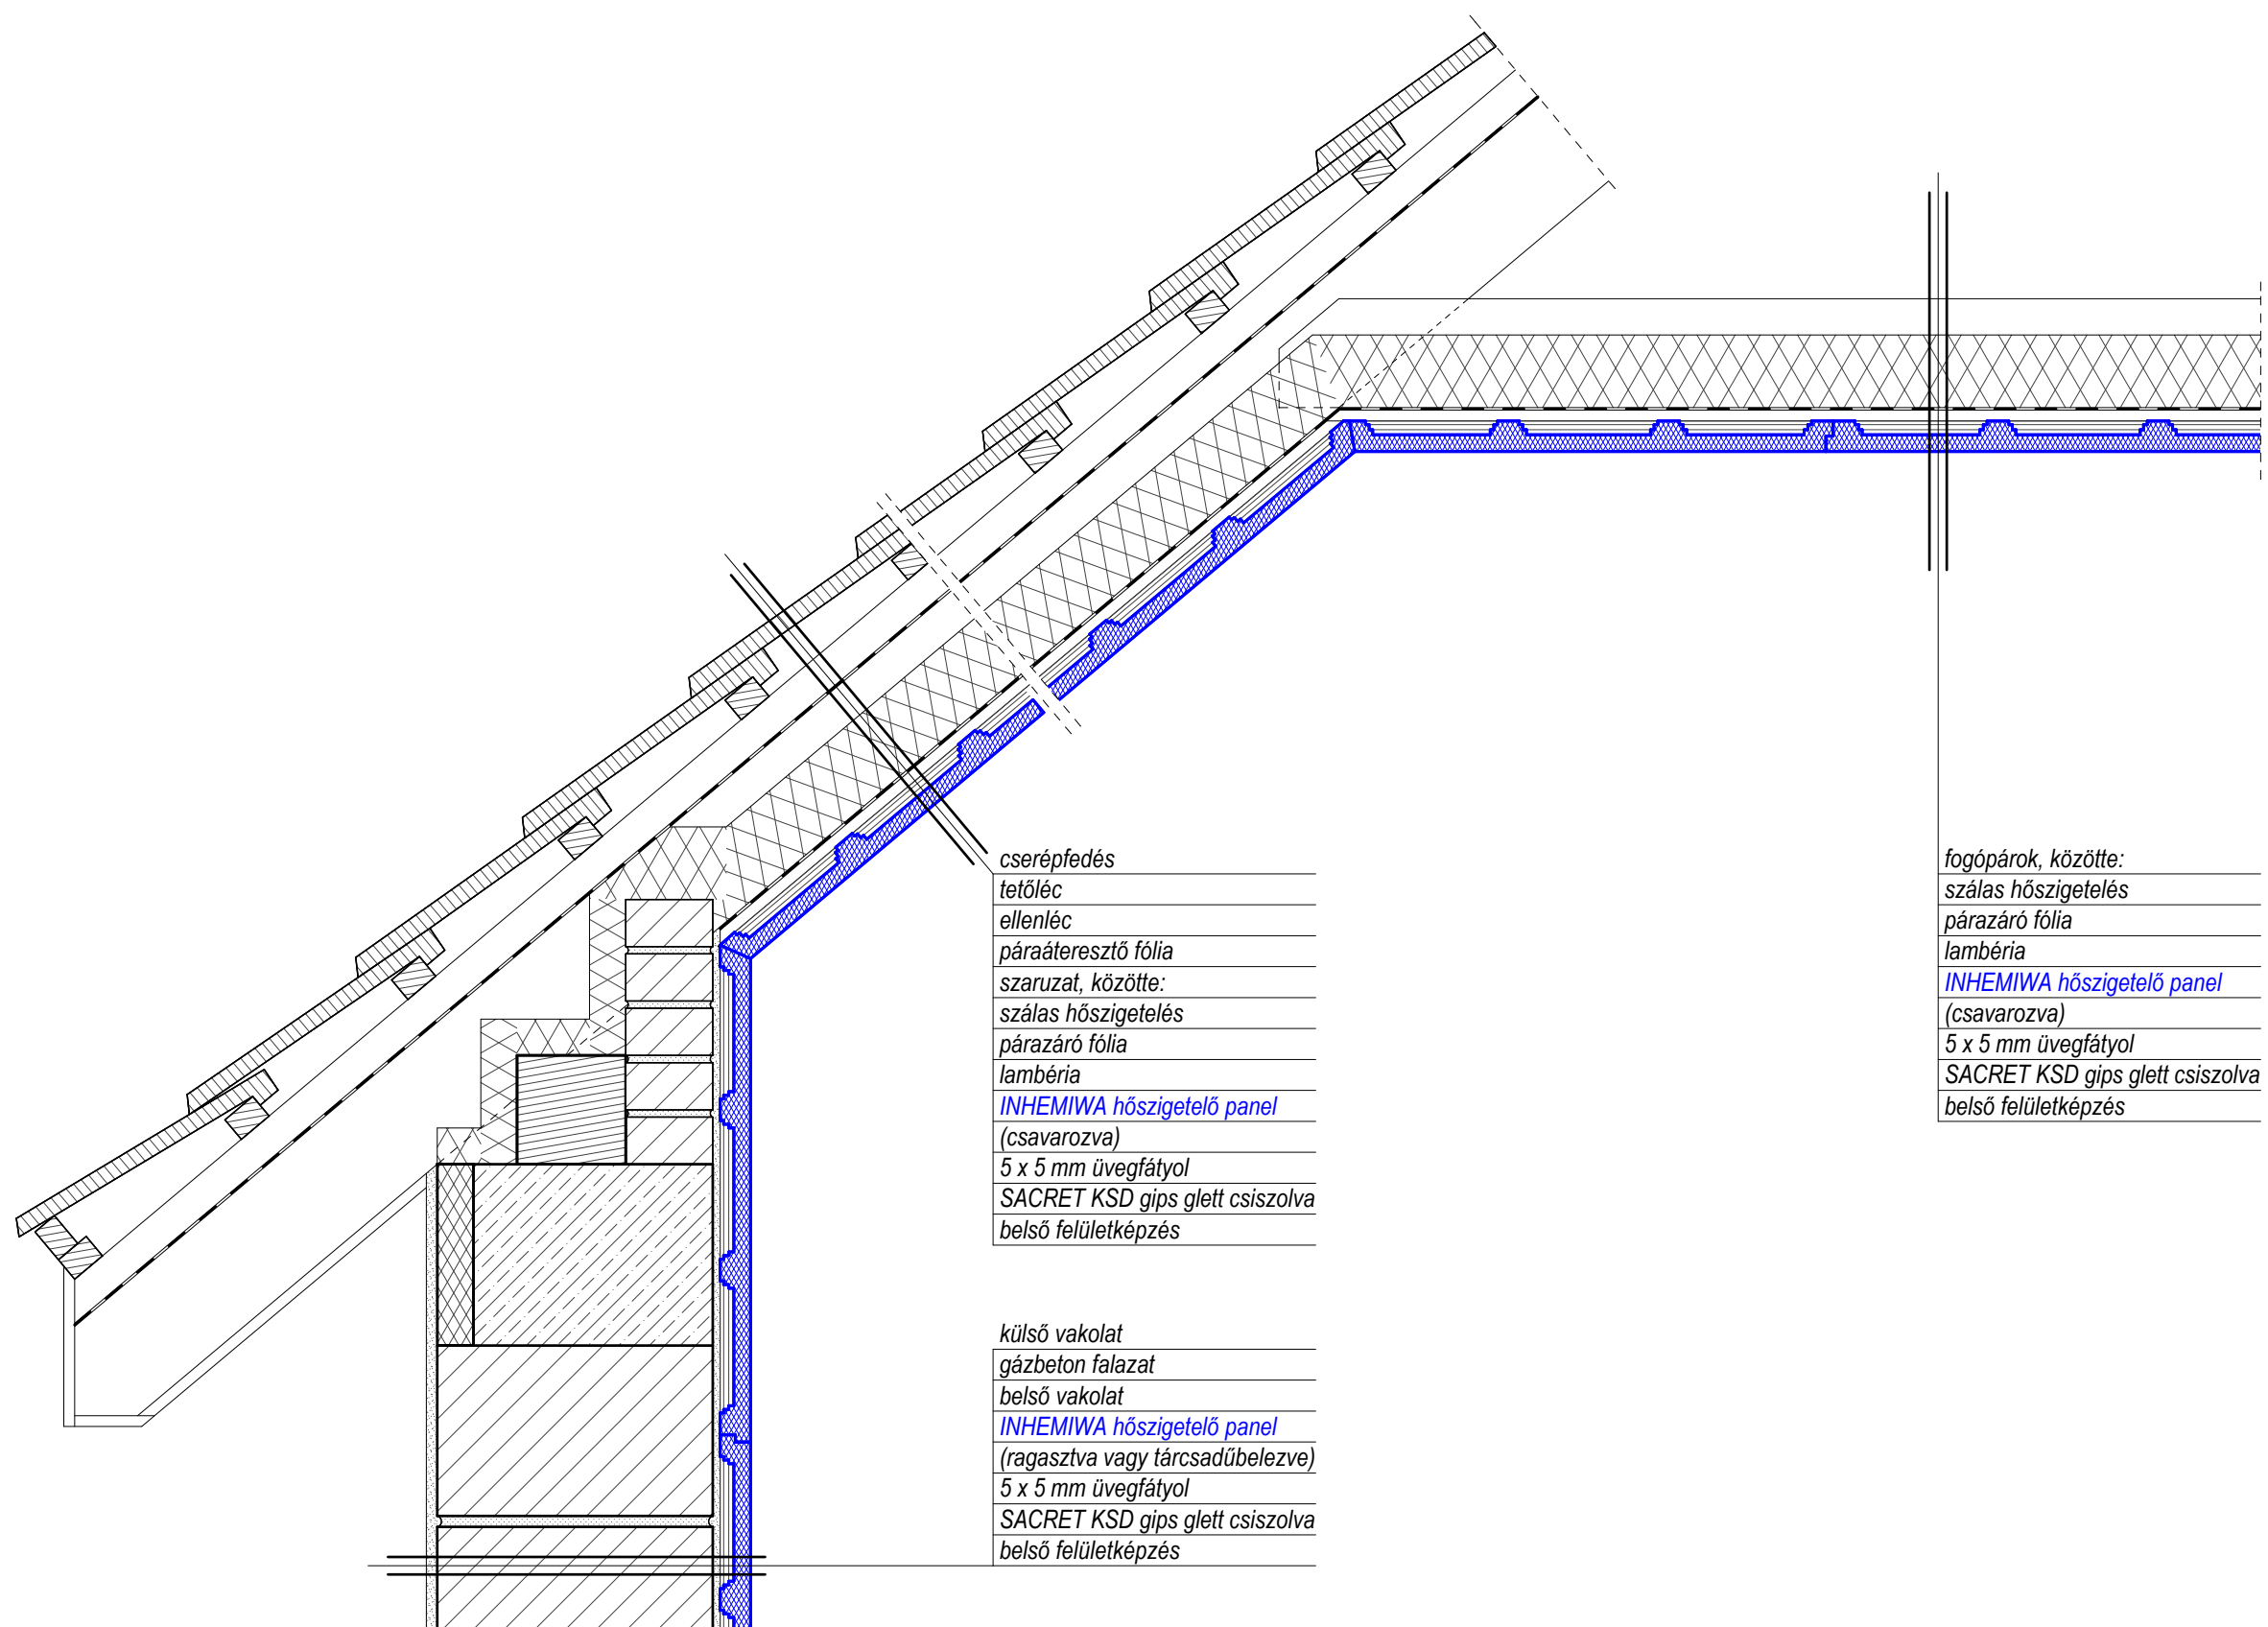 cserépfedés
tetőléc
ellenléc
páraáteresztő fólia
szaruzat, közötte:
szálas hőszigetelés
párazáró fólia
lambéria
INHEMIWA hőszigetelő panel
(csavarozva)
5 x 5 mm üvegfátyol
SACRET KSD gips glett csiszolva
belső felületképzés
fogópárok, közötte:
szálas hőszigetelés
párazáró fólia
lambéria
INHEMIWA hőszigetelő panel
(csavarozva)
5 x 5 mm üvegfátyol
SACRET KSD gips glett csiszolva
belső felületképzés
külső vakolat
gázbeton falazat
belső vakolat
INHEMIWA hőszigetelő panel
(ragasztva vagy tárcsadűbelezve)
5 x 5 mm üvegfátyol
SACRET KSD gips glett csiszolva
belső felületképzés